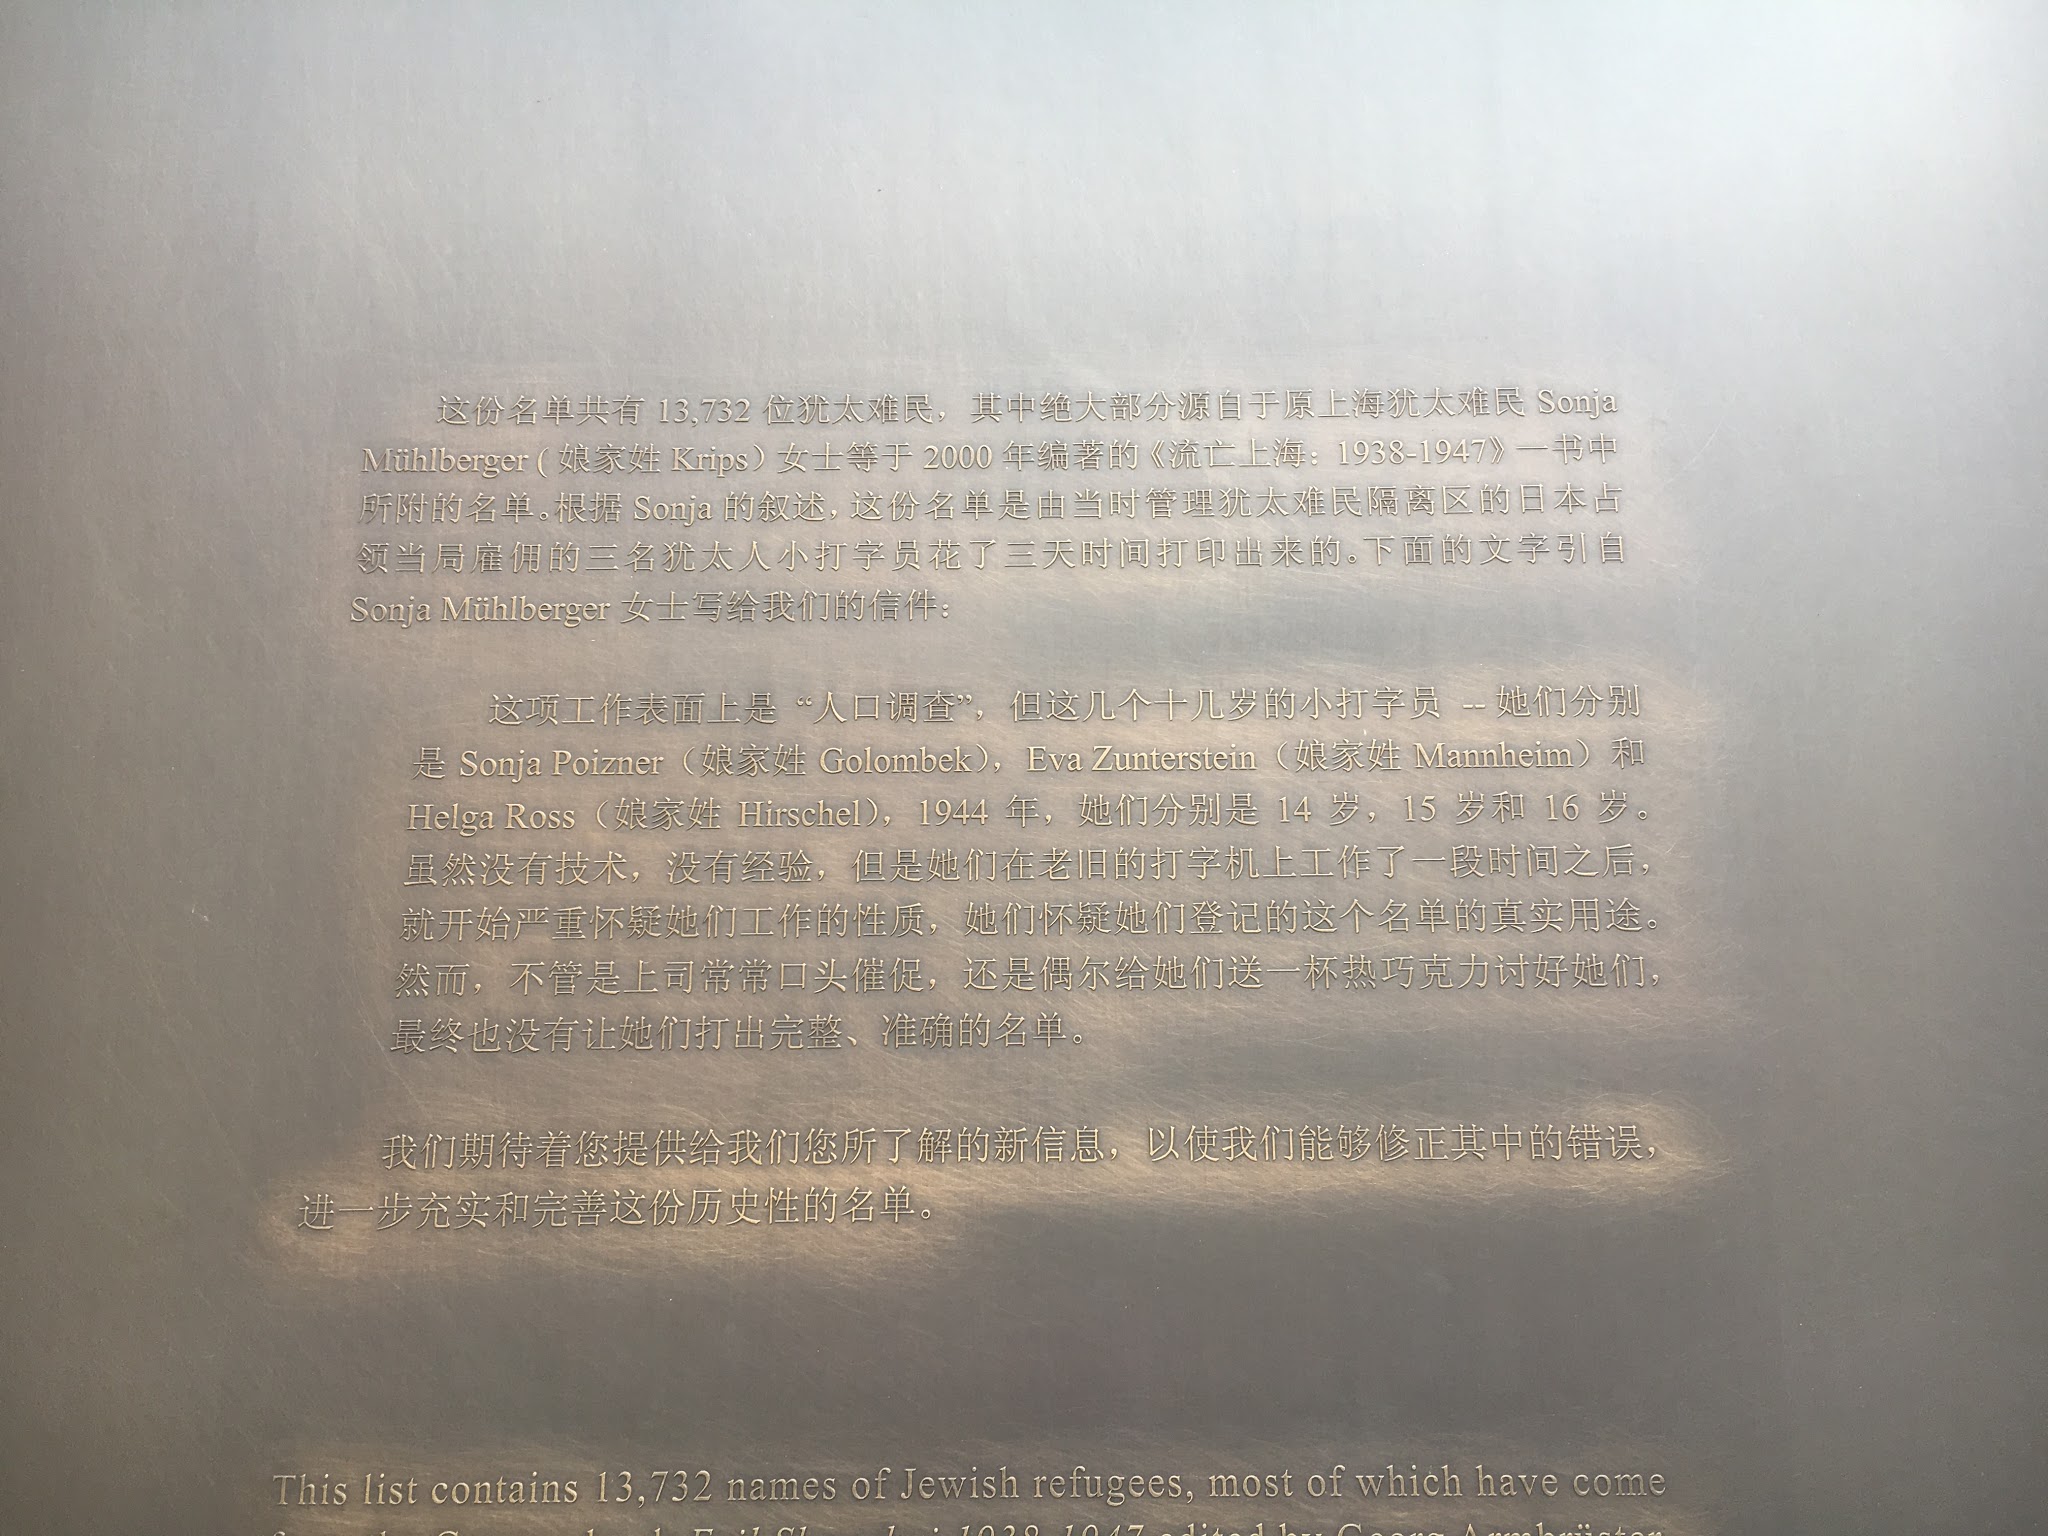 这份名单共有 13,732 位犹太难民，其中绝大部分源自于原上海犹太难民 Sonja
Mühlberger ( 娘家姓 Krips）女士等于 2000 年编著的《流亡上海：1938-1947》一书中
所附的名单。根据 Sonja 的叙述，这份名单是由当时管理犹太难民隔离区的日本占
领当局雇佣的三名犹太人小打字员花了三天时间打印出来的。下面的文字引自
Sonja Mühlberger 女士写给我们的信件：
这项工作表面上是 “人口调查”，但这几个十几岁的小打字员 -- 她们分别
是 Sonja Poizner（娘家姓 Golombek），Eva Zunterstein（娘家姓 Mannheim）和
Helga Ross（娘家姓 Hirschel），1944 年，她们分别是 14 岁，15 岁和 16 岁。
虽然没有技术，没有经验，但是她们在老旧的打字机上工作了一段时间之后，
就开始严重怀疑她们工作的性质，她们怀疑她们登记的这个名单的真实用途。
然而，不管是上司常常口头催促，还是偶尔给她们送一杯热巧克力讨好她们，
最终也没有让她们打出完整、准确的名单。
我们期待着您提供给我们您所了解的新信息，以使我们能够修正其中的错误，
进一步充实和完善这份历史性的名单。
This list contains 13,732 names of Jewish refugees, most of which have come
1938-1947 edited by Georg Armbrüster